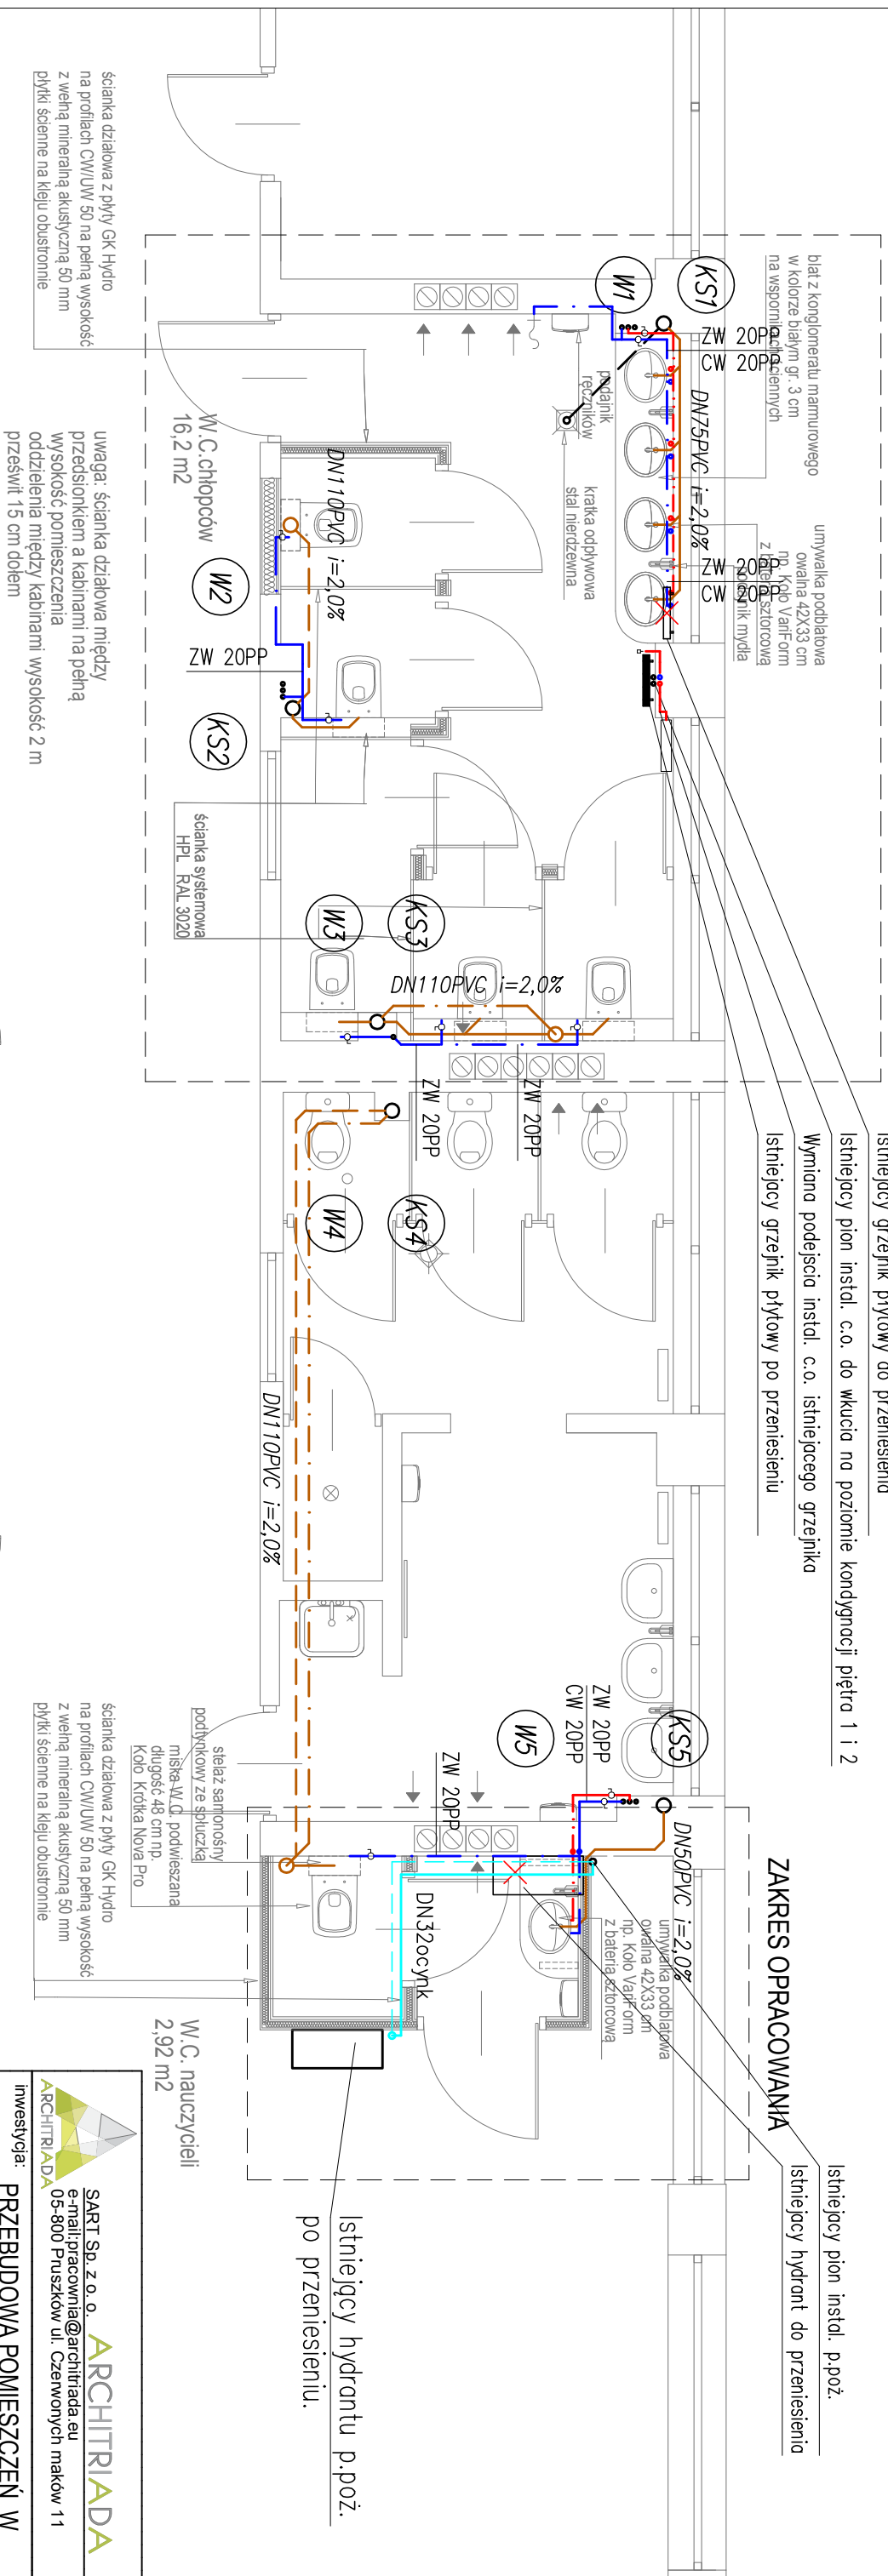 ścianka działowa z płyty GK Hydro
na profilach CW/UW 50 na pełną wysokość
z wełną mineralną akustyczną 50 mm
płytki ścienne na kleju obustronnie
uwaga: ścianka działowa między
przedsionkiem a kabinami na pełną
wysokość pomieszczenia
oddzielenia między kabinami wysokość 2 m
prześwit 15 cm dołem
W.C.chłopców
16,2 m2
blat z konglomeratu marmurowego
w kolorze białym gr. 3 cm
na wspornikach ściennych
KS1
W1
ZW 20PP
CW 20PP
DN75PVC i=2,0%
podajnik
ręczników
kratka odpływowa
stal nierdzewna
umywalka podblatowa
owalna 42X33 cm
np. Koło VariForm
z baterią sztorcową
mydła
ZW 20PP
CW 20PP
DN110PVC i=2,0%
W2
ZW 20PP
KS2
ścianka systemowa
HPL RAL 3020
W3
KS3
DN110PVC i=2,0%
ZW 20PP
ZW 20PP
W4
KS4
DN110PVC i=2,0%
Istniejacy grzejnik płytowy do przeniesienia
Istniejacy pion instal. c.o. do wkucia na poziomie kondygnacji piętra 1 i 2
Wymiana podejscia instal. c.o. istniejacego grzejnika
Istniejacy grzejnik płytowy po przeniesieniu
W5
KS5
ZW 20PP
CW 20PP
ZW 20PP
DN50PVC i=2,0%
DN32ocynk
stelaż samonośny
podtynkowy ze spłuczką
miska W.C. podwieszana
długość 48 cm np.
Koło Krótka Nova Pro
ścianka działowa z płyty GK Hydro
na profilach CW/UW 50 na pełną wysokość
z wełną mineralną akustyczną 50 mm
płytki ścienne na kleju obustronnie
umywalka podblatowa
owalna 42X33 cm
np. Koło VariForm
z baterią sztorcową
ZAKRES OPRACOWANIA
W.C. nauczycieli
2,92 m2
Istniejacy pion instal. p.poż.
Istniejacy hydrant do przeniesienia
Istniejący hydrantu p.poż.
po przeniesieniu.
ARCHITRIADA
SART Sp. z o. o.
ARCHITRIADA
e-mail:pracownia@architriada.eu
05-800 Pruszków ul. Czerwonych maków 11
inwestycja:
PRZEBUDOWA POMIESZCZEŃ W